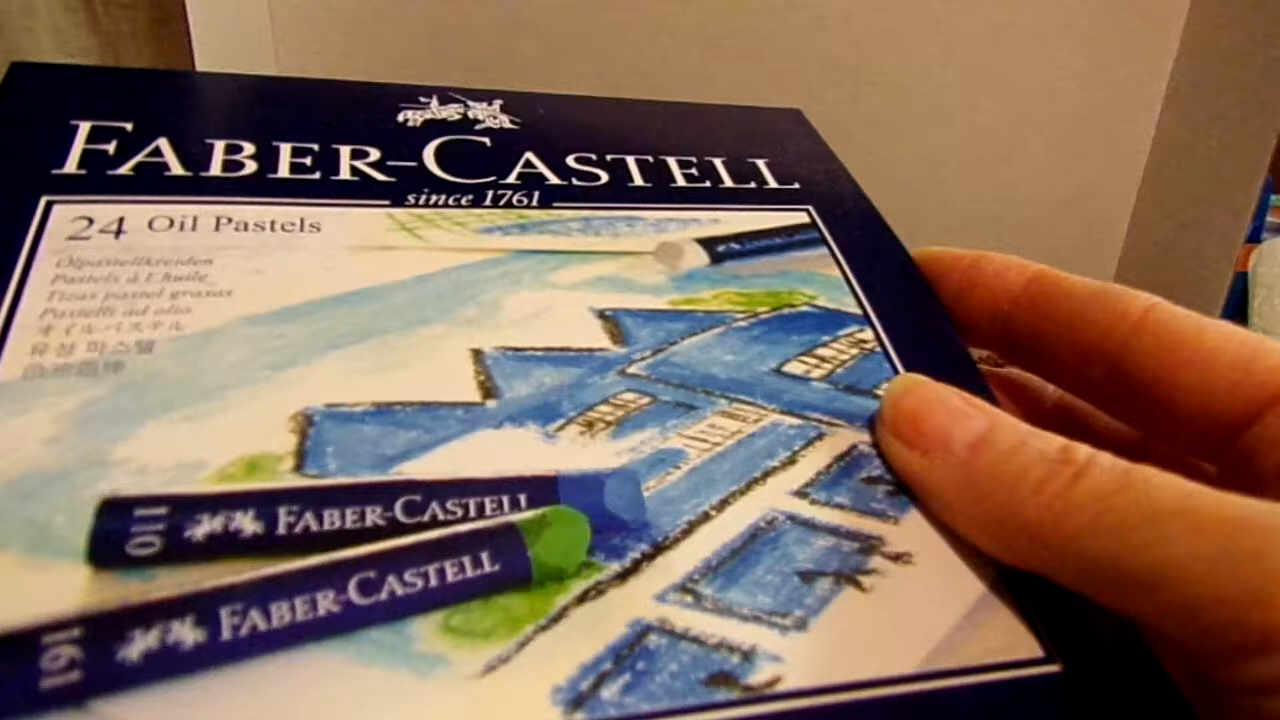 FABER-CASTELL
since 1761
24 Oil Pastels
Ölpastellkreiden
Pastels à l'huile
Tizas pastel grasas
Pastelli ad olio
オイルパステル
유성 파스텔
110 FABER-CASTELL
161 FABER-CASTELL